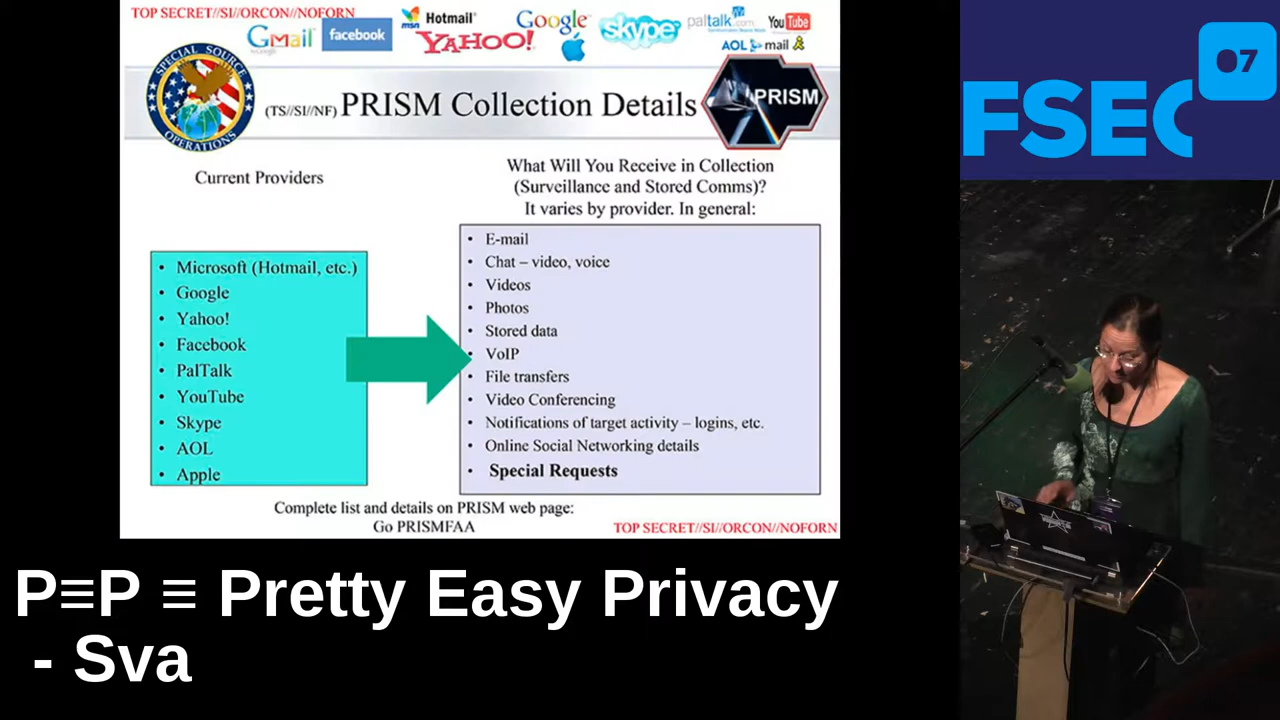 TOP SECRET//SI//ORCON//NOFORN
Gmail
facebook
msn Hotmail
YAHOO!
Google
skype
paltalk.com
YouTube
AOL mail
SPECIAL SOURCE
OPERATIONS
(TS//SI//NF) PRISM Collection Details
PRISM
Current Providers
What Will You Receive in Collection
(Surveillance and Stored Comms)?
It varies by provider. In general:
• Microsoft (Hotmail, etc.)
• Google
• Yahoo!
• Facebook
• PalTalk
• YouTube
• Skype
• AOL
• Apple
• E-mail
• Chat – video, voice
• Videos
• Photos
• Stored data
• VoIP
• File transfers
• Video Conferencing
• Notifications of target activity – logins, etc.
• Online Social Networking details
• Special Requests
Complete list and details on PRISM web page:
Go PRISMFAA
TOP SECRET//SI//ORCON//NOFORN
P≡P ≡ Pretty Easy Privacy
- Sva
FSEC 07